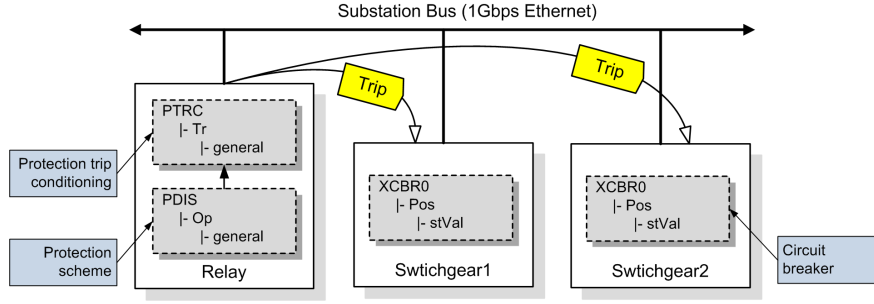 Substation Bus (1Gbps Ethernet)
Trip
Trip
PTRC
|- Tr
|- general
Protection trip
conditioning
PDIS
|- Op
|- general
Protection
scheme
Relay
XCBR0
|- Pos
|- stVal
Swtichgear1
XCBR0
|- Pos
|- stVal
Swtichgear2
Circuit
breaker